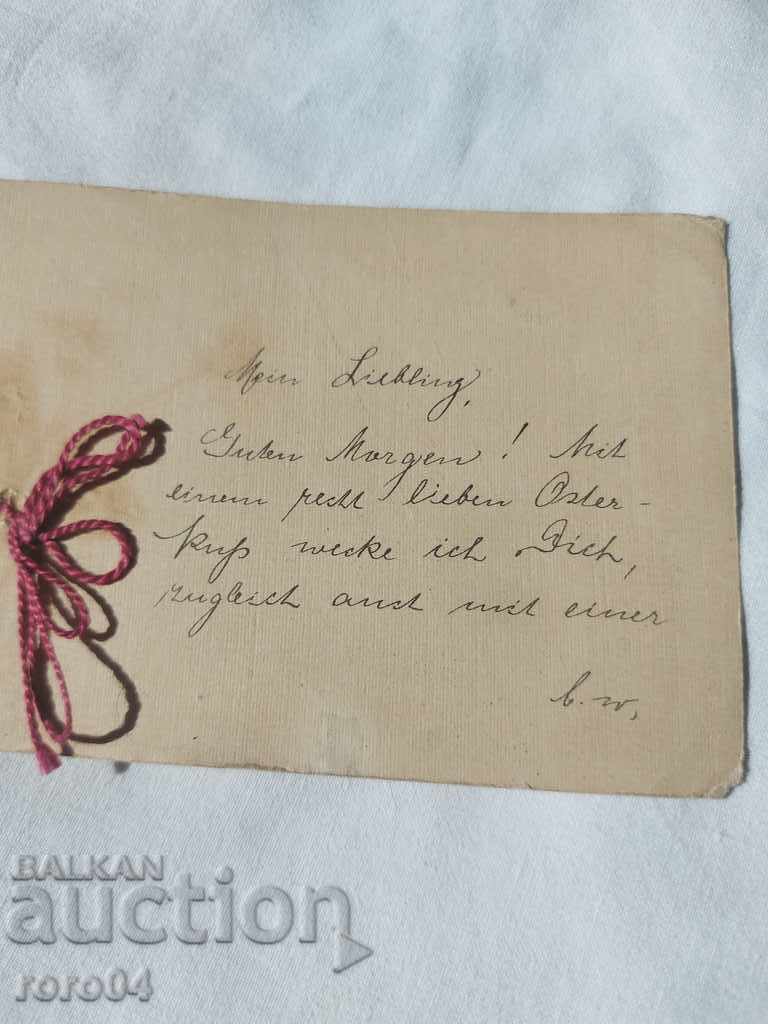 Mein Liebling,
Guten Morgen! Mit
einem recht lieben Oster-
kuß wecke ich Dich,
zugleich auch mit einer
b. w.
BALKAN
auction
roro04